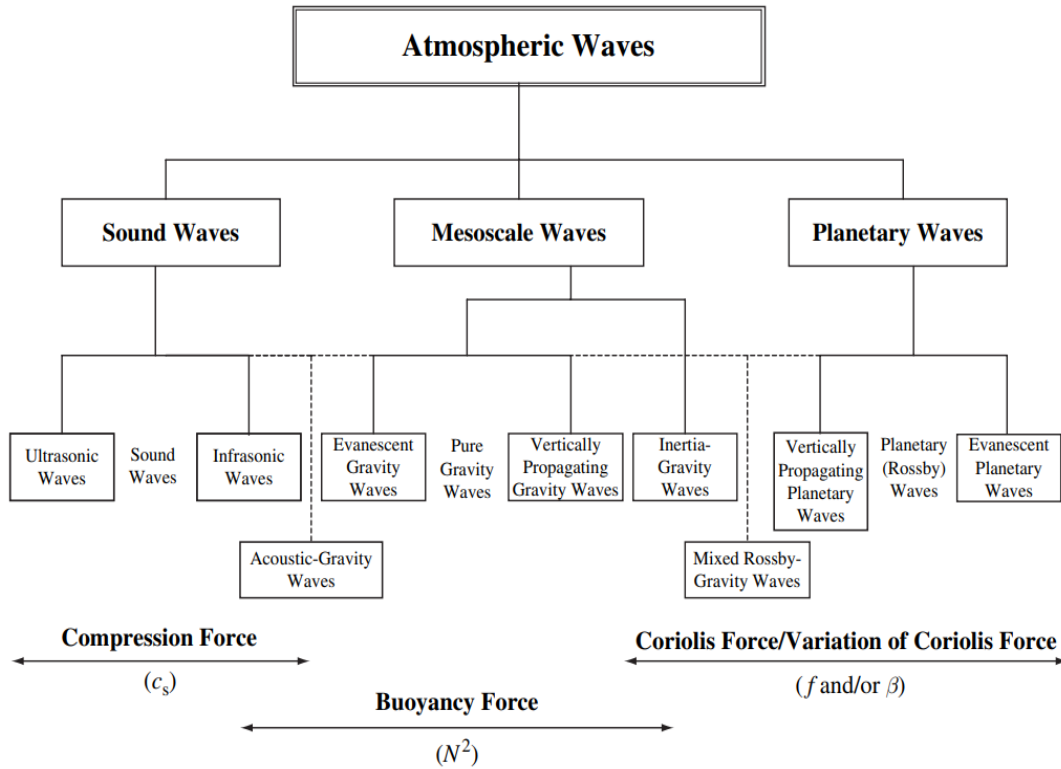 Atmospheric Waves
Sound Waves
Mesoscale Waves
Planetary Waves
Ultrasonic
Waves
Sound
Waves
Infrasonic
Waves
Evanescent
Gravity
Waves
Pure
Gravity
Waves
Vertically
Propagating
Gravity Waves
Inertia-
Gravity
Waves
Vertically
Propagating
Planetary
Waves
Planetary
(Rossby)
Waves
Evanescent
Planetary
Waves
Acoustic-Gravity
Waves
Mixed Rossby-
Gravity Waves
Compression Force
(cₛ)
Buoyancy Force
(N²)
Coriolis Force/Variation of Coriolis Force
(f and/or β)